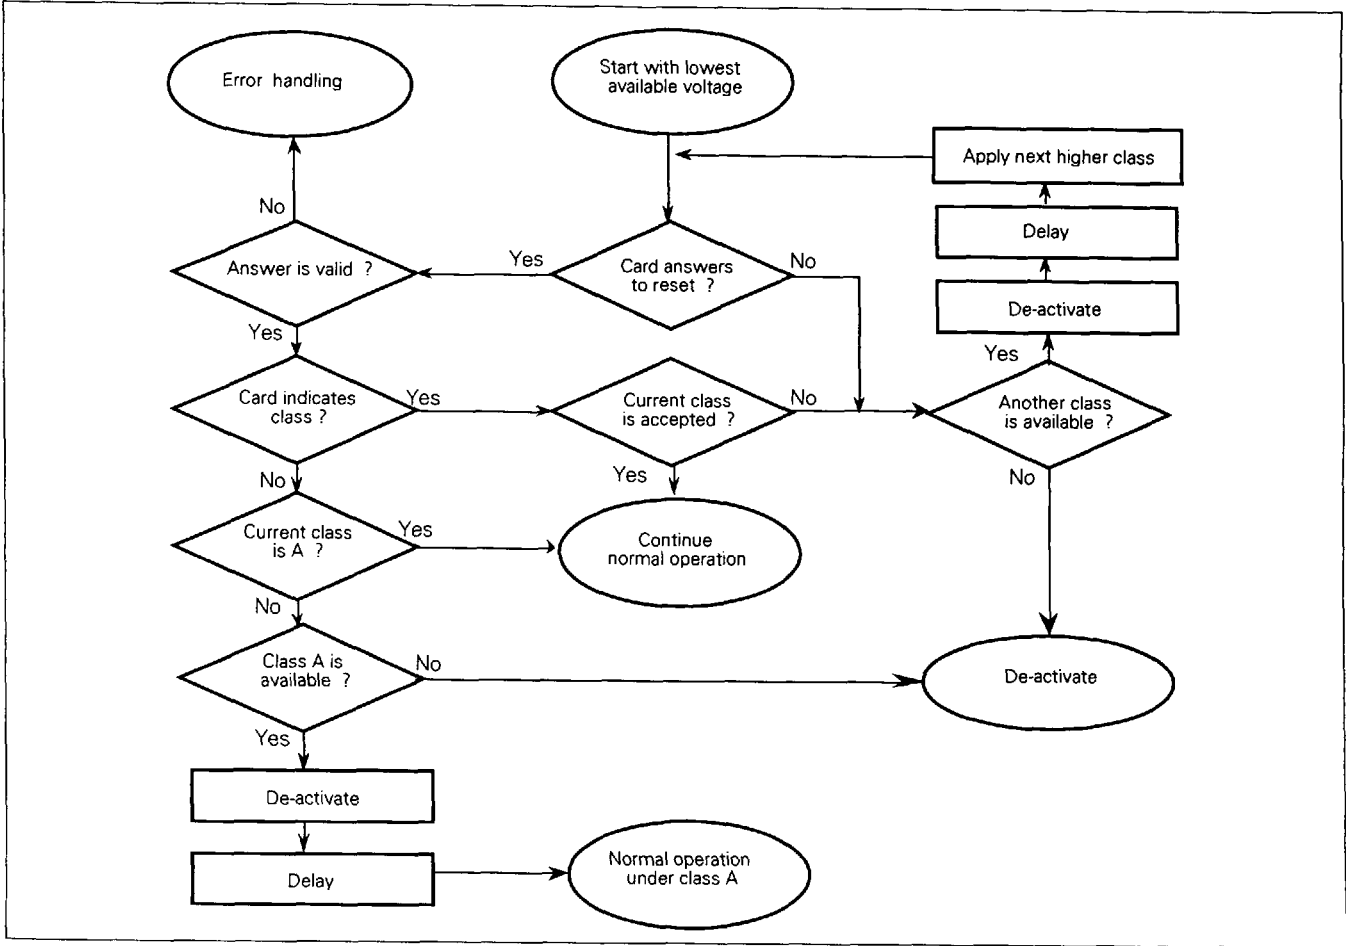 Error handling
Start with lowest
available voltage
Apply next higher class
No
Delay
Answer is valid ?
Yes
Card answers
to reset ?
No
De-activate
Yes
Yes
Card indicates
class ?
Yes
Current class
is accepted ?
No
Another class
is available ?
No
Yes
No
Current class
is A ?
Yes
Continue
normal operation
No
Class A is
available ?
No
De-activate
Yes
De-activate
Delay
Normal operation
under class A